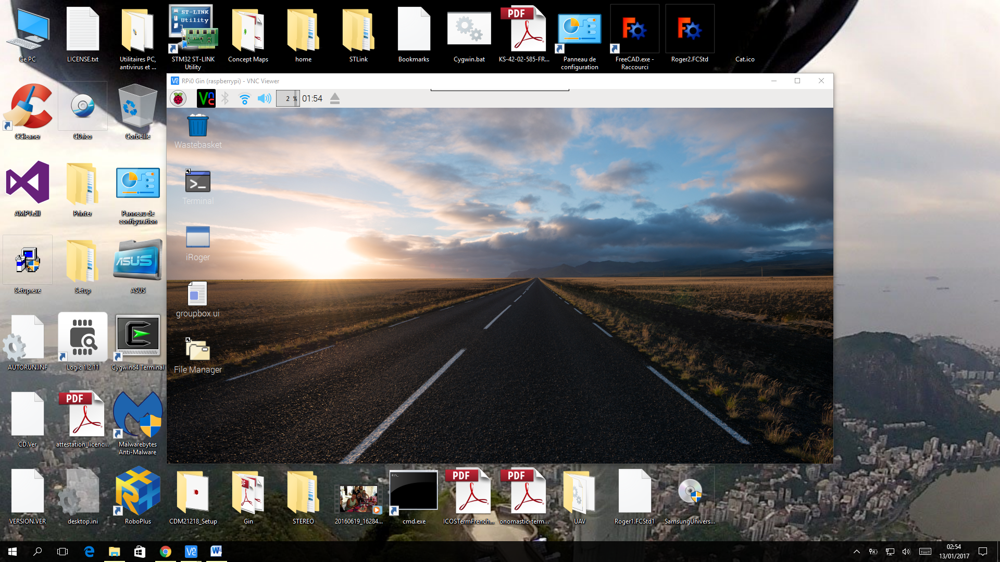 Ce PC
LICENSE.txt
Utilitaires PC,
antivirus et ...
ST-LINK
Utility
STM32 ST-LINK
Utility
Concept Maps
home
STLink
Bookmarks
Cygwin.bat
PDF
KS-42-02-585-FR...
Panneau de
configuration
FreeCAD.exe -
Raccourci
Roger2.FCStd
Cat.ico
CCleaner
CD.ico
Corbeille
AMPV.dll
Printer
Panneau de
configuration
Setup.exe
Setup
ASUS
ASUS
AUTORUN.INF
Logic 1.2.11
Cygwin64 Terminal
CD.Ver
PDF
attestation_licenc...
Malwarebytes
Anti-Malware
VERSION.VER
desktop.ini
RoboPlus
CDM21218_Setup
PDF
Gin
STEREO
20160619_16284...
C:\_
cmd.exe
PDF
ICOSTermFrench...
PDF
onomastic-term...
UAV
Roger1.FCStd1
SamsungUnivers...
RPi0 Gin (raspberrypi) - VNC Viewer
2 %
01:54
Wastebasket
Terminal
iRoger
groupbox.ui
File Manager
02:54
13/01/2017